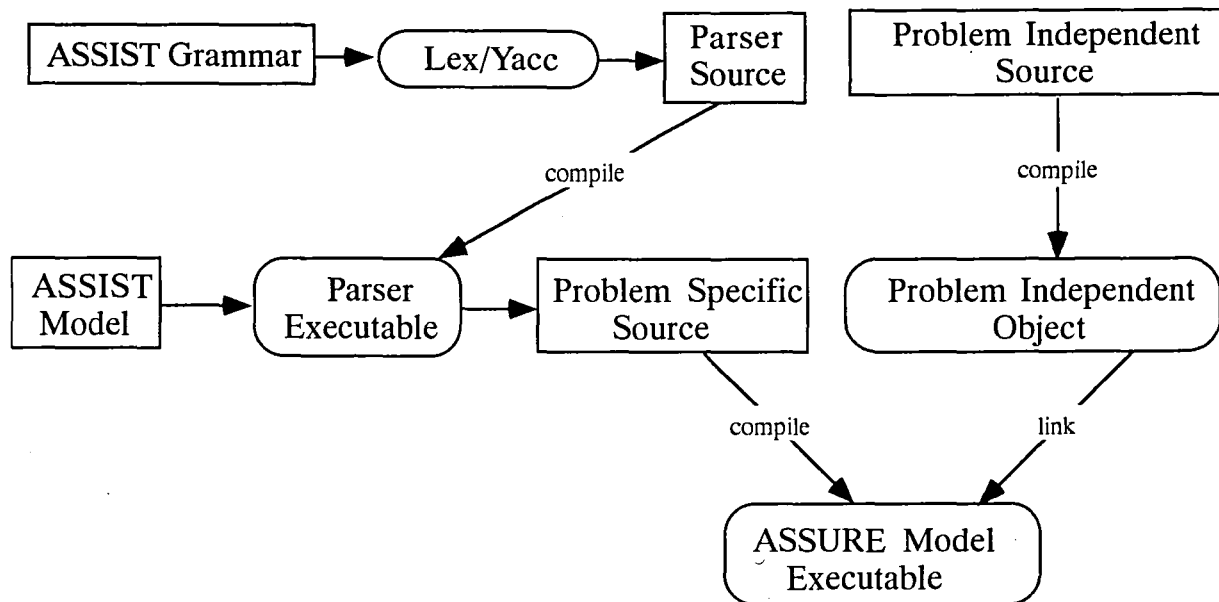 ASSIST Grammar
Lex/Yacc
Parser
Source
Problem Independent
Source
compile
compile
ASSIST
Model
Parser
Executable
Problem Specific
Source
Problem Independent
Object
compile
link
ASSURE Model
Executable